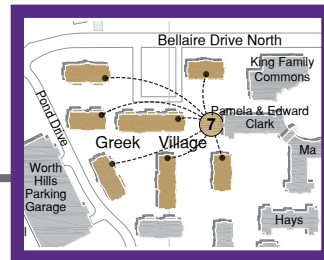 Bellaire Drive North
King Family
Commons
Pond Drive
Pamela & Edward
Clark
7
Greek Village
Ma
Worth
Hills
Parking
Garage
Hays